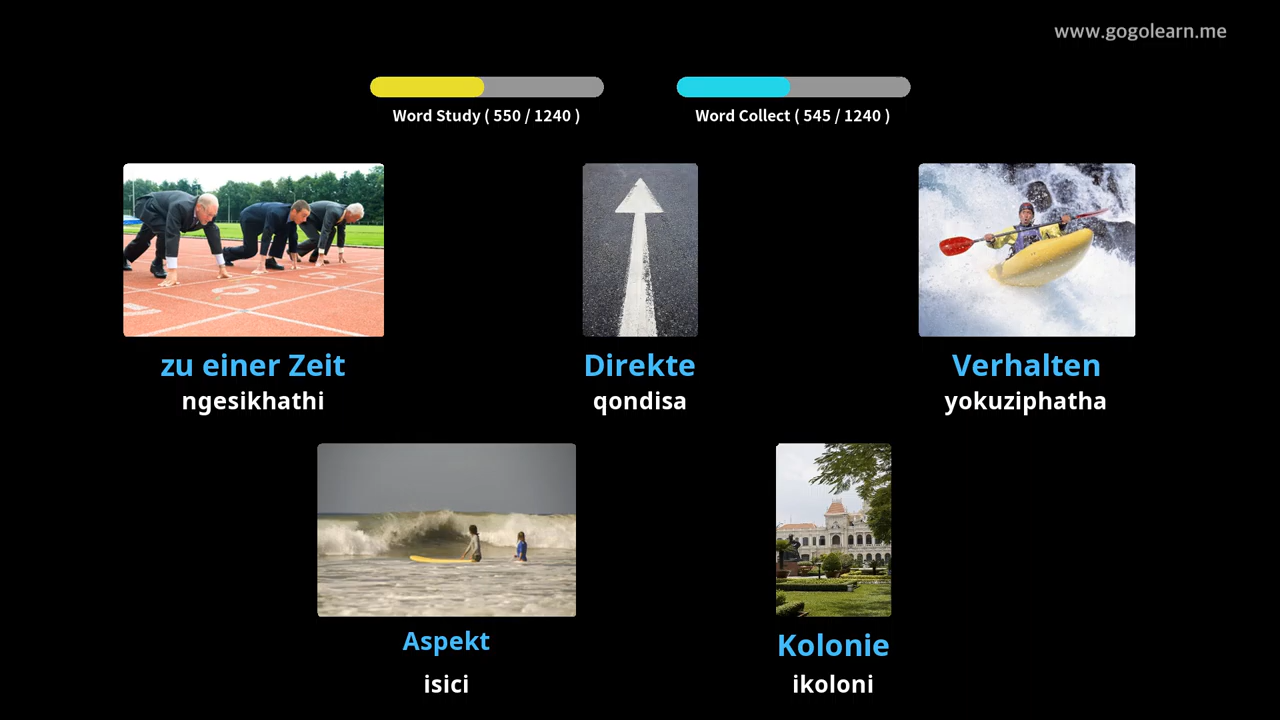 www.gogolearn.me
Word Study ( 550 / 1240 )
Word Collect ( 545 / 1240 )
zu einer Zeit
ngesikhathi
Direkte
qondisa
Verhalten
yokuziphatha
Aspekt
isici
Kolonie
ikoloni